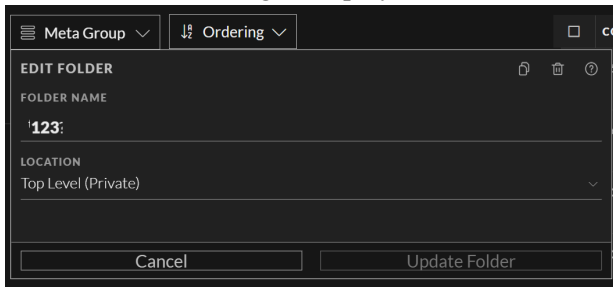 Meta Group
Ordering
EDIT FOLDER
FOLDER NAME
123
LOCATION
Top Level (Private)
Cancel
Update Folder